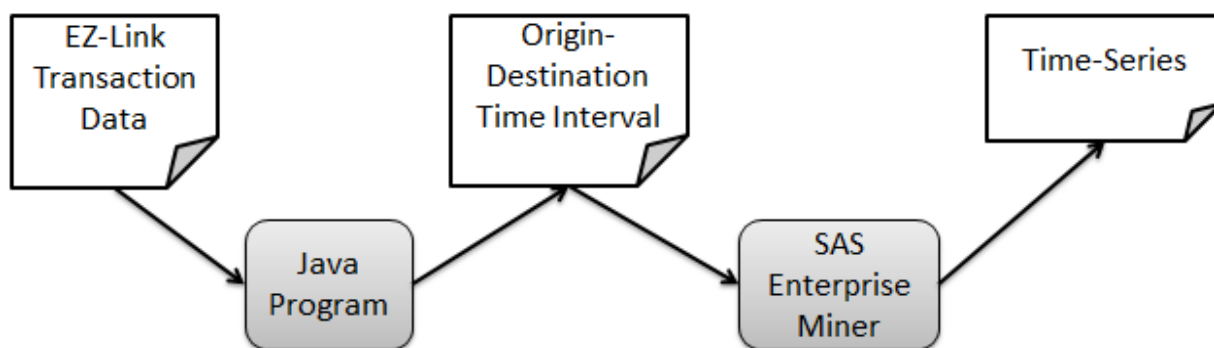 EZ-Link
Transaction
Data
Java
Program
Origin-
Destination
Time Interval
SAS
Enterprise
Miner
Time-Series